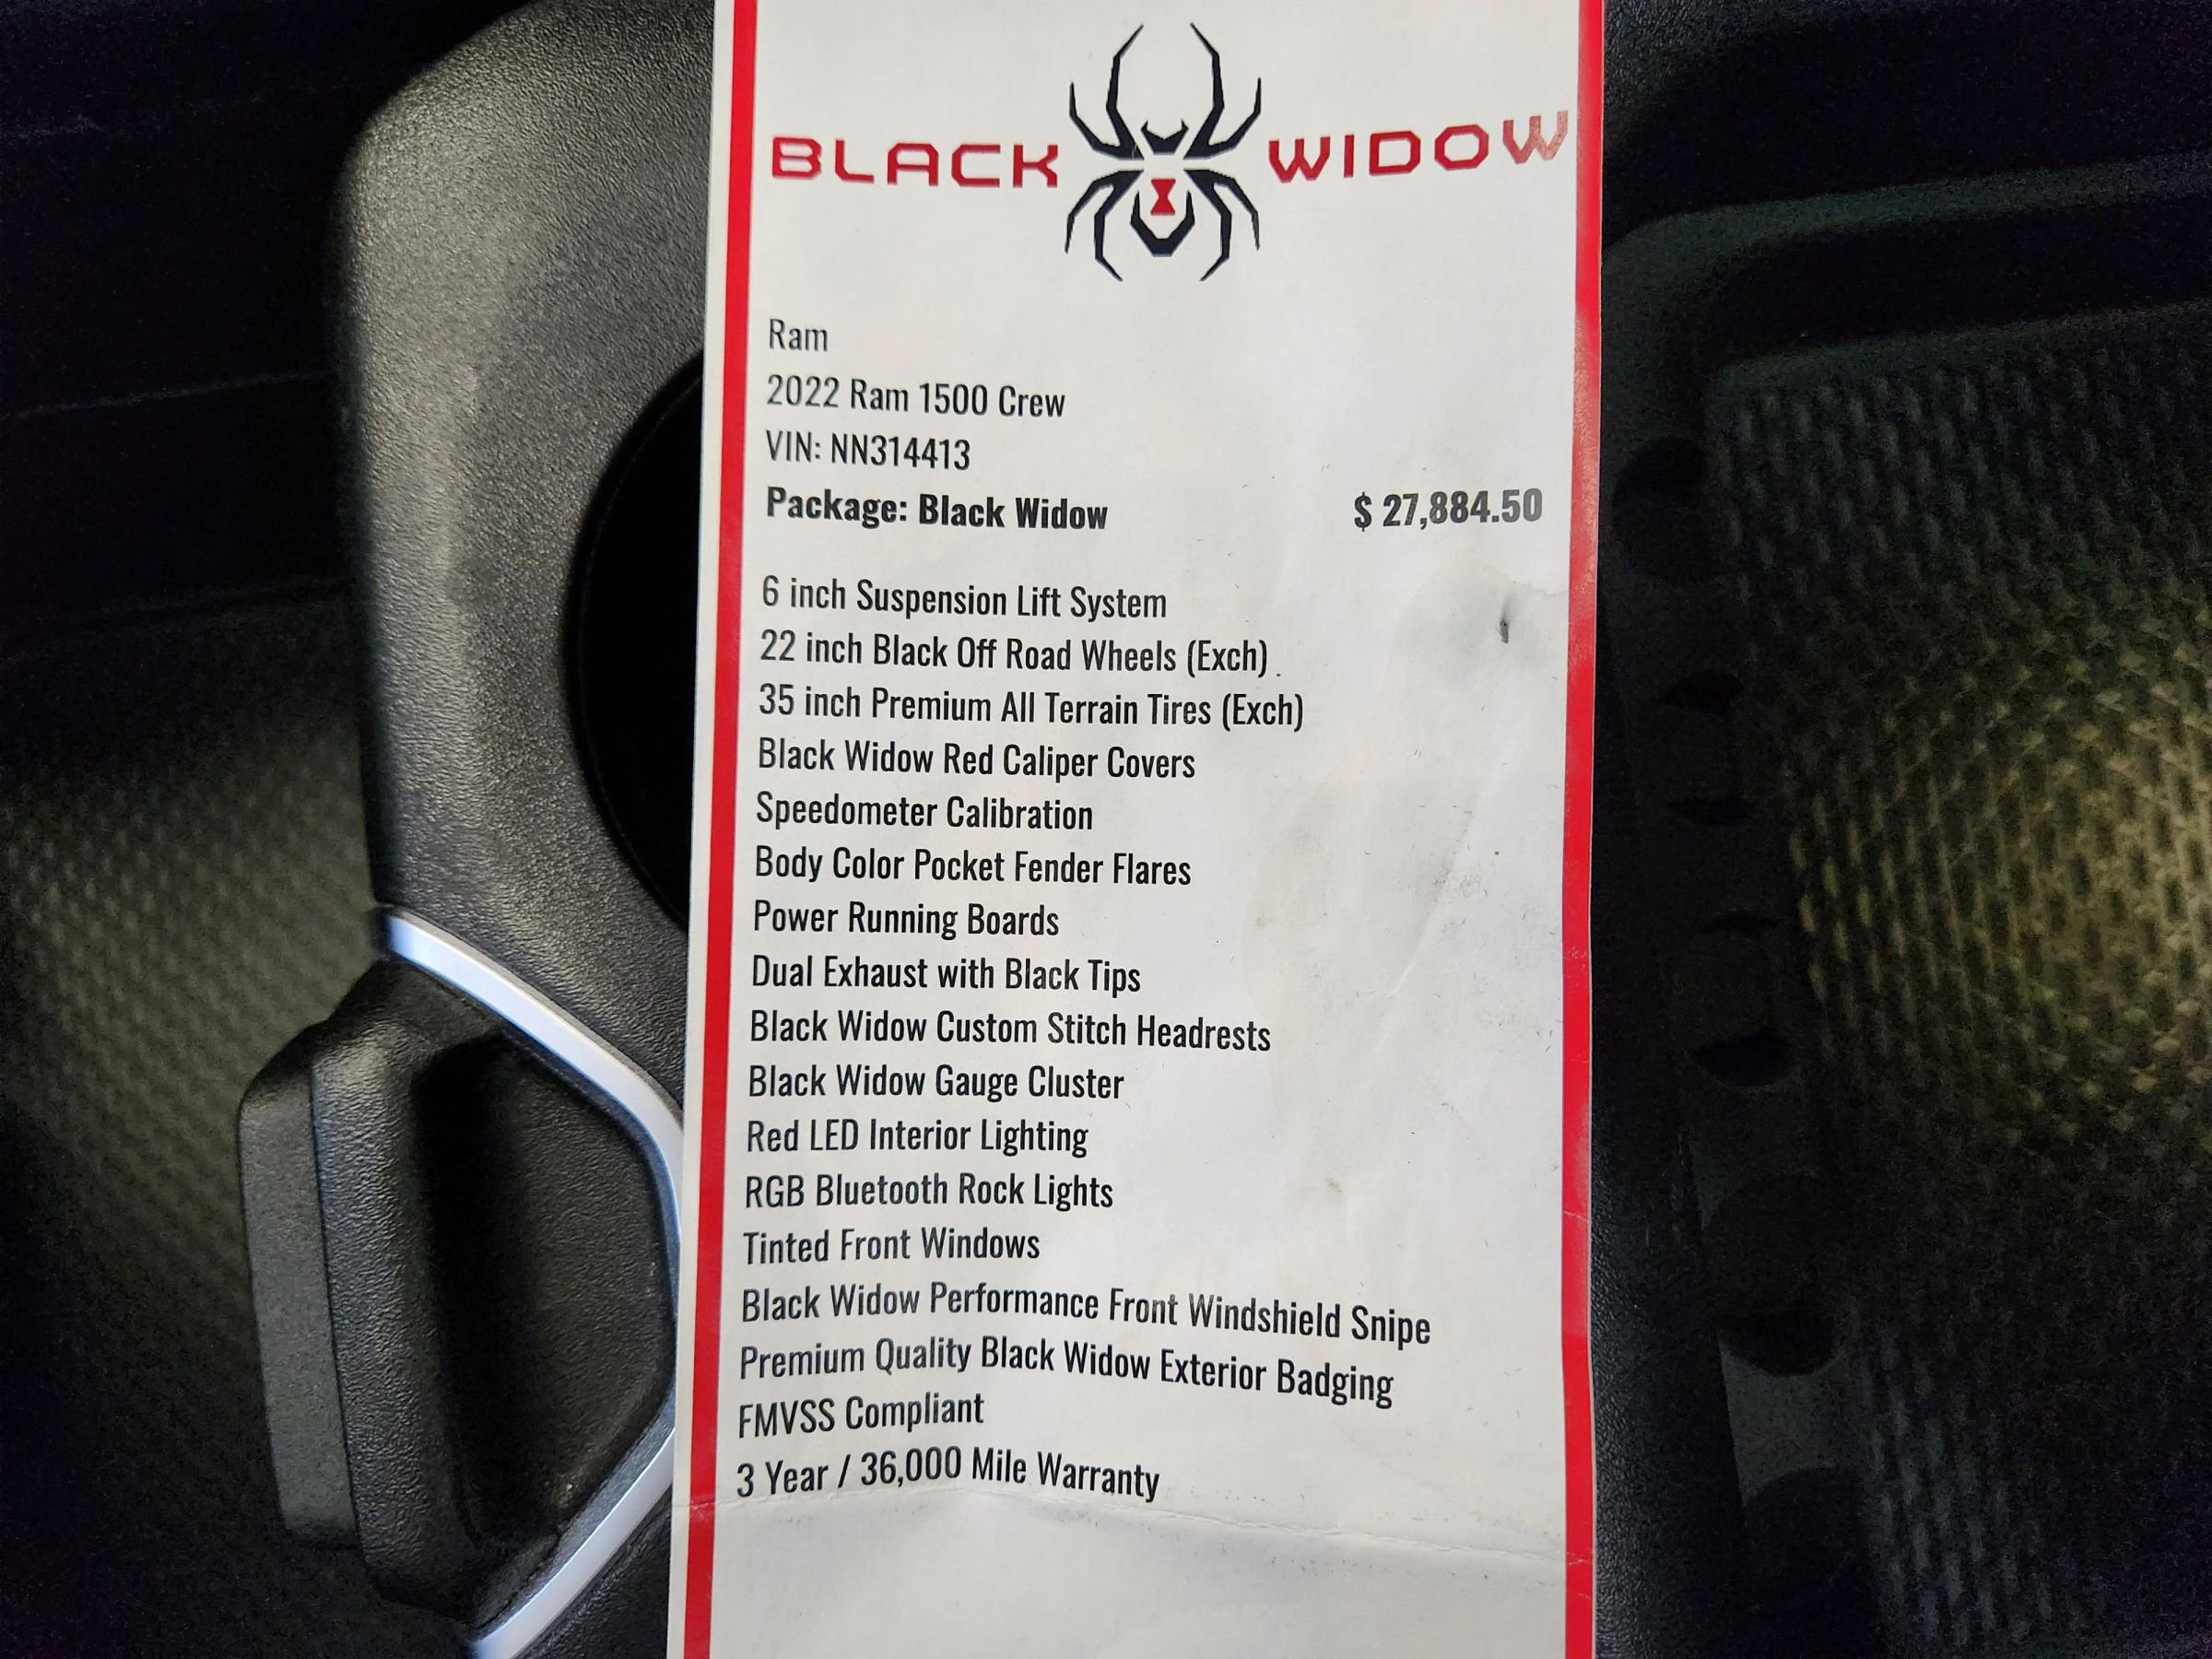 BLACK WIDOW
Ram
2022 Ram 1500 Crew
VIN: NN314413
Package: Black Widow $ 27,884.50
6 inch Suspension Lift System
22 inch Black Off Road Wheels (Exch)
35 inch Premium All Terrain Tires (Exch)
Black Widow Red Caliper Covers
Speedometer Calibration
Body Color Pocket Fender Flares
Power Running Boards
Dual Exhaust with Black Tips
Black Widow Custom Stitch Headrests
Black Widow Gauge Cluster
Red LED Interior Lighting
RGB Bluetooth Rock Lights
Tinted Front Windows
Black Widow Performance Front Windshield Snipe
Premium Quality Black Widow Exterior Badging
FMVSS Compliant
3 Year / 36,000 Mile Warranty